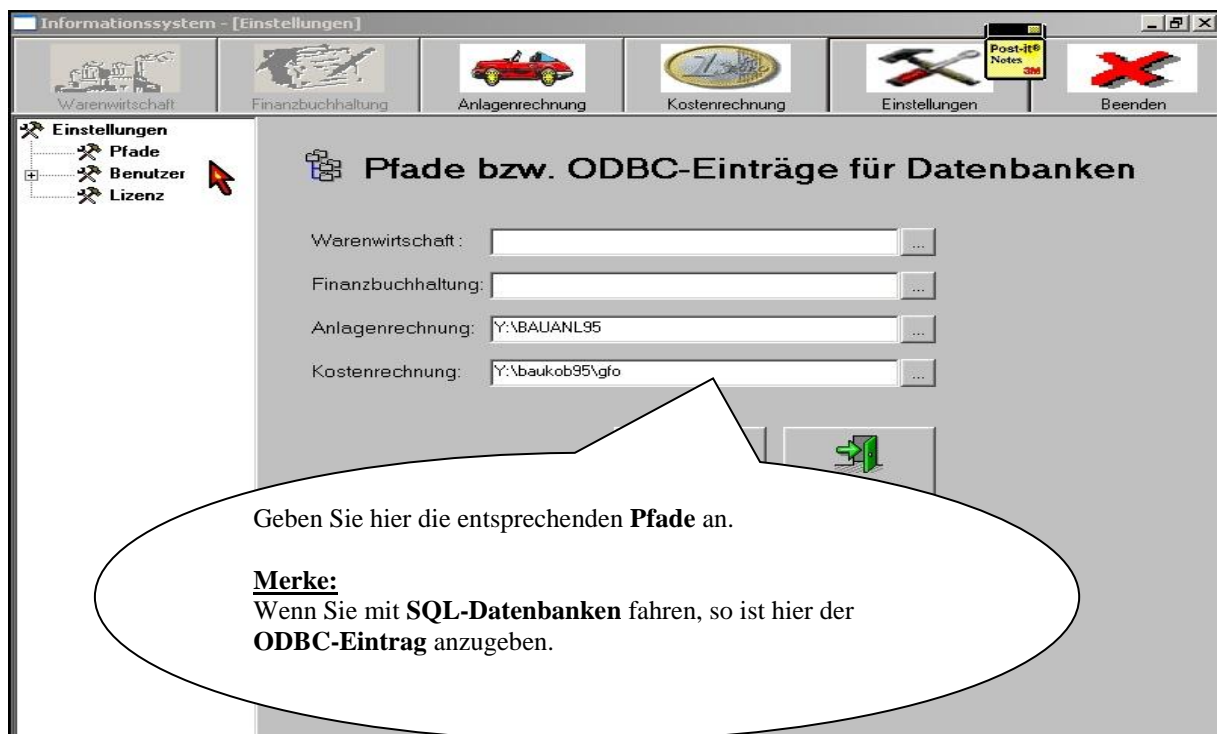 Informationssystem - [Einstellungen]
Post-it®
Notes
3M
Warenwirtschaft
Finanzbuchhaltung
Anlagenrechnung
Kostenrechnung
Einstellungen
Beenden
Einstellungen
Pfade
Benutzer
Lizenz
Pfade bzw. ODBC-Einträge für Datenbanken
Warenwirtschaft:
...
Finanzbuchhaltung:
...
Anlagenrechnung: Y:\BAUANL95
...
Kostenrechnung: Y:\baukob95\gfo
...
Geben Sie hier die entsprechenden Pfade an.
Merke:
Wenn Sie mit SQL-Datenbanken fahren, so ist hier der
ODBC-Eintrag anzugeben.